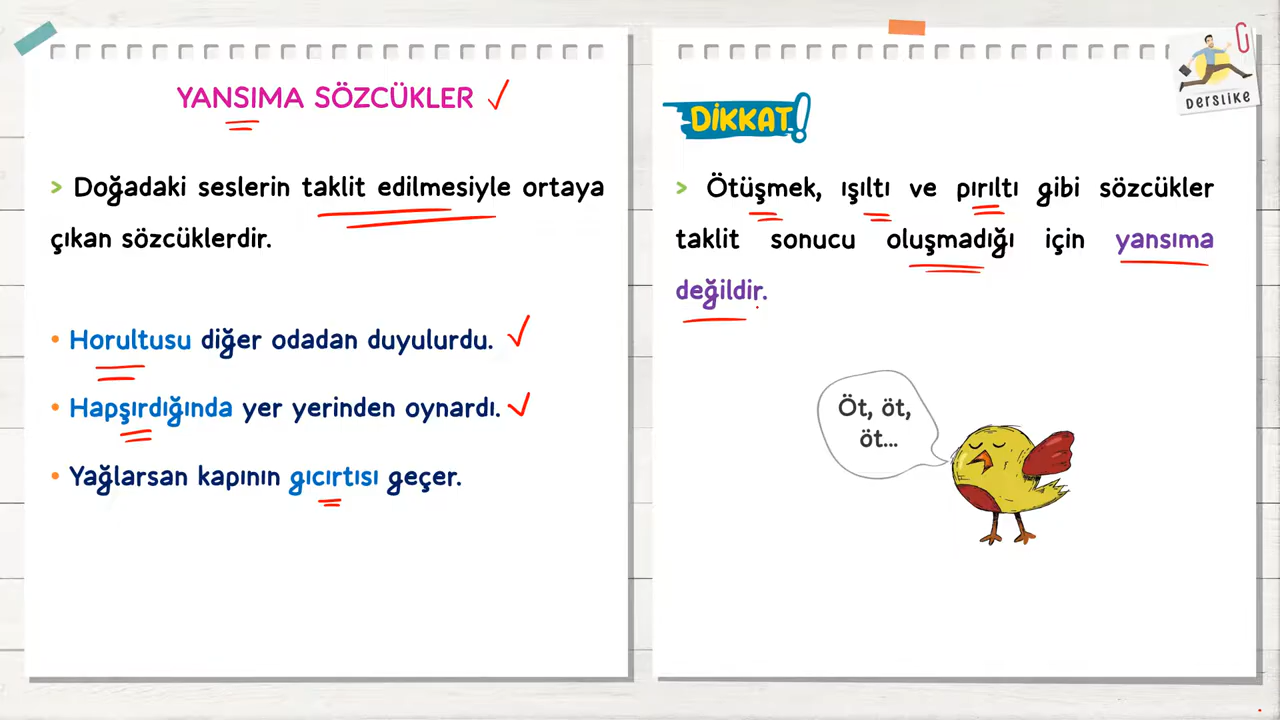 YANSIMA SÖZCÜKLER
> Doğadaki seslerin taklit edilmesiyle ortaya
çıkan sözcüklerdir.
• Horultusu diğer odadan duyulurdu.
• Hapşırdığında yer yerinden oynardı.
• Yağlarsan kapının gıcırtısı geçer.
DİKKAT!
> Ötüşmek, ışıltı ve pırıltı gibi sözcükler
taklit sonucu oluşmadığı için yansıma
değildir.
Öt, öt,
öt...
DERSLİKE